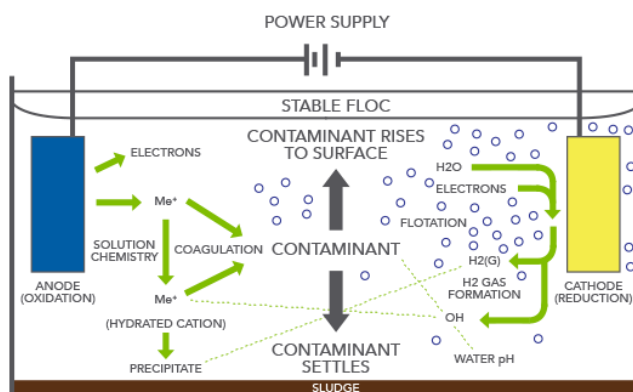 POWER SUPPLY
STABLE FLOC
CONTAMINANT RISES
TO SURFACE
ELECTRONS
Me+
SOLUTION
CHEMISTRY
COAGULATION
CONTAMINANT
ANODE
(OXIDATION)
Me+
(HYDRATED CATION)
PRECIPITATE
H2O
ELECTRONS
FLOTATION
H2(G)
H2 GAS
FORMATION
CATHODE
(REDUCTION)
OH
WATER pH
CONTAMINANT
SETTLES
SLUDGE